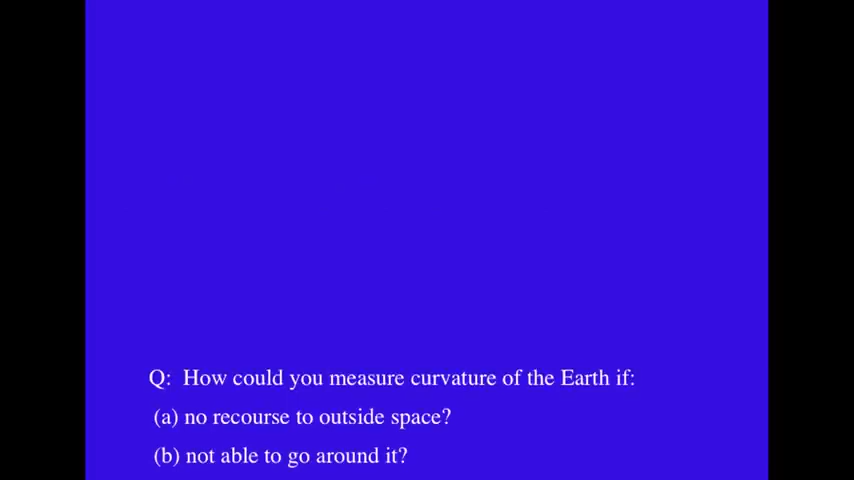 Q: How could you measure curvature of the Earth if:
(a) no recourse to outside space?
(b) not able to go around it?